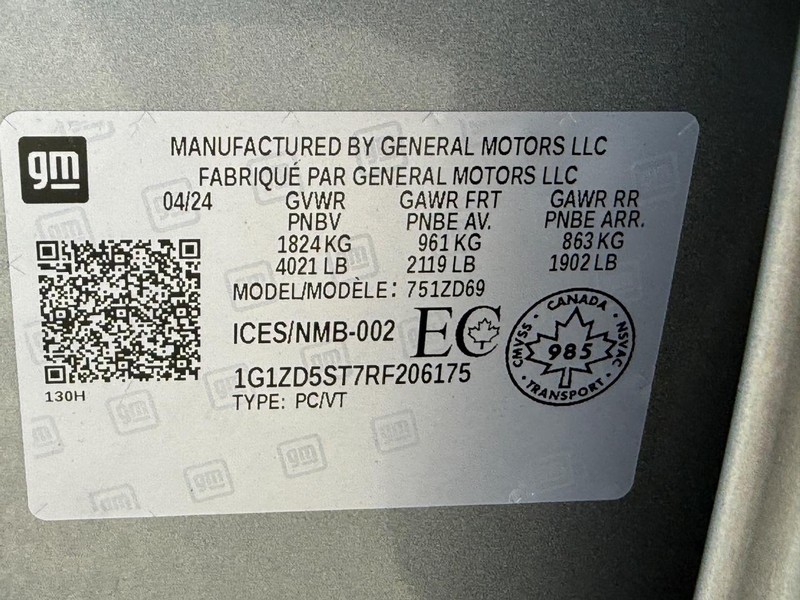 gm
MANUFACTURED BY GENERAL MOTORS LLC
FABRIQUÉ PAR GENERAL MOTORS LLC
04/24 GVWR GAWR FRT GAWR RR
PNBV PNBE AV. PNBE ARR.
1824 KG 961 KG 863 KG
4021 LB 2119 LB 1902 LB
MODEL/MODÈLE: 751ZD69
ICES/NMB-002 EC
1G1ZD5ST7RF206175
TYPE: PC/VT
130H
CANADA
CMVSS 985 NSVAC
TRANSPORT